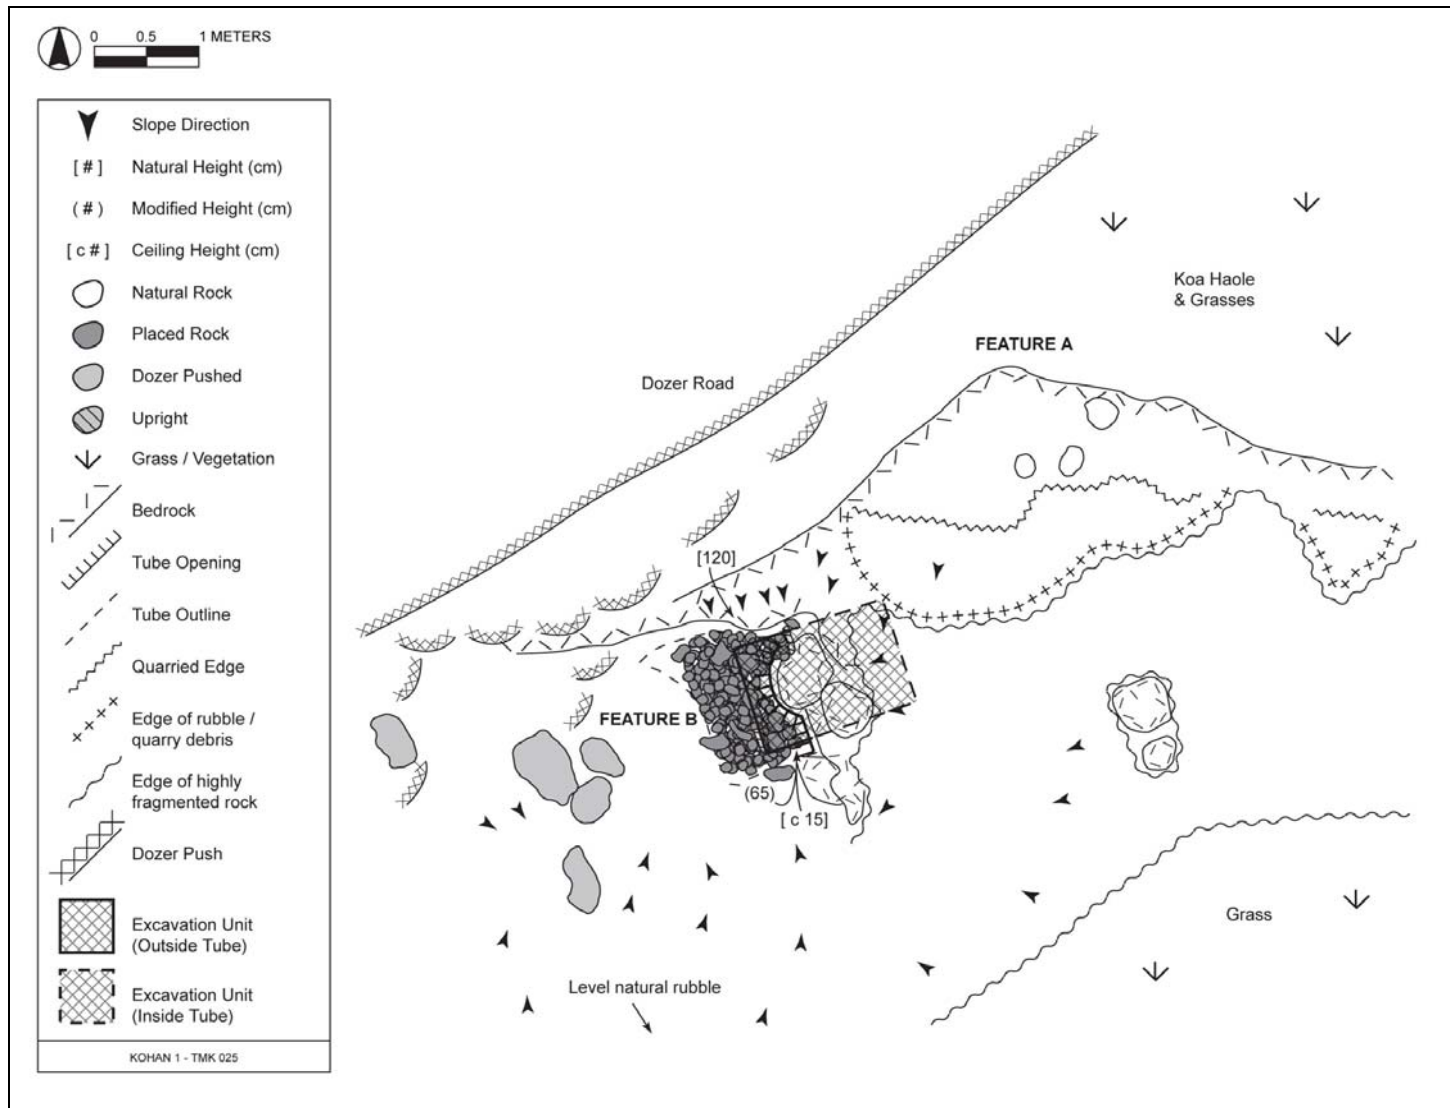 0 0.5 1 METERS
Slope Direction
[ # ] Natural Height (cm)
( # ) Modified Height (cm)
[ c # ] Ceiling Height (cm)
Natural Rock
Placed Rock
Dozer Pushed
Upright
Grass / Vegetation
Bedrock
Tube Opening
Tube Outline
Quarried Edge
Edge of rubble /
quarry debris
Edge of highly
fragmented rock
Dozer Push
Excavation Unit
(Outside Tube)
Excavation Unit
(Inside Tube)
KOHAN 1 - TMK 025
Koa Haole
& Grasses
FEATURE A
Dozer Road
[120]
FEATURE B
(65)
[ c 15]
Grass
Level natural rubble